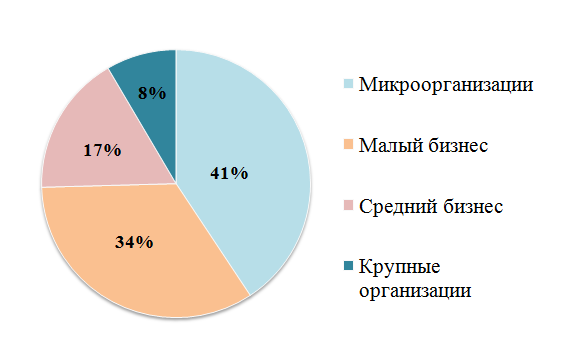 8%
17%
41%
34%
Микроорганизации
Малый бизнес
Средний бизнес
Крупные
организации